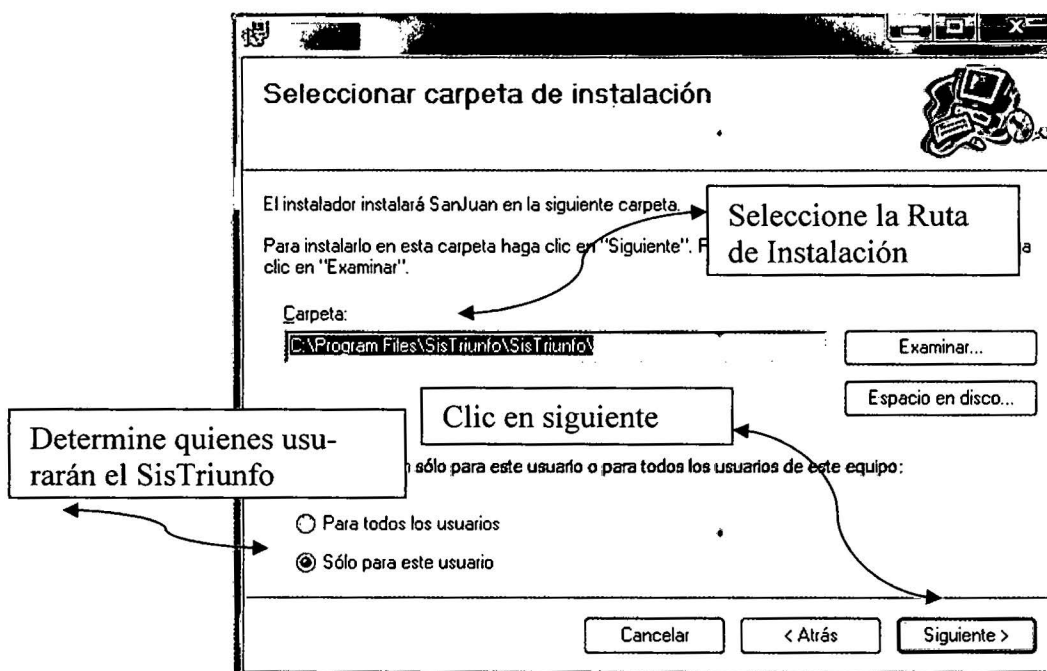 Seleccionar carpeta de instalación
El instalador instalará SanJuan en la siguiente carpeta.
Seleccione la Ruta
de Instalación
Para instalarlo en esta carpeta haga clic en "Siguiente".
clic en "Examinar".
Carpeta:
C:\Program Files\SisTriunfo\SisTriunfo\
Examinar...
Espacio en disco...
Clic en siguiente
Determine quienes usu-
rarán el SisTriunfo
sólo para este usuario o para todos los usuarios de este equipo:
Para todos los usuarios
Sólo para este usuario
Cancelar
< Atrás
Siguiente >